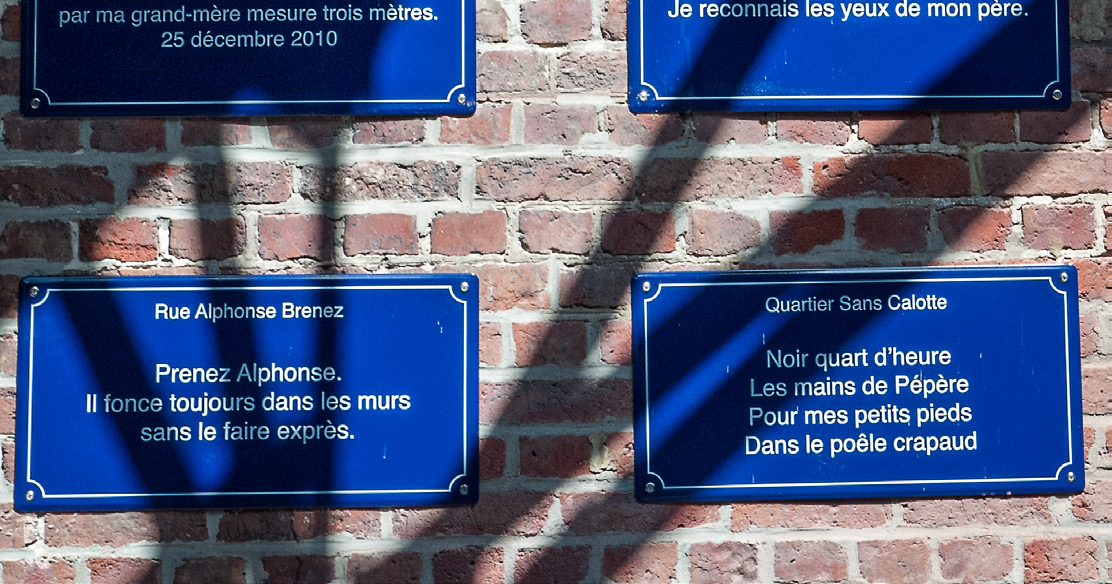 par ma grand-mère mesure trois mètres.
25 décembre 2010
Je reconnais les yeux de mon père.
Rue Alphonse Brenez
Prenez Alphonse.
Il fonce toujours dans les murs
sans le faire exprès.
Quartier Sans Calotte
Noir quart d'heure
Les mains de Pépère
Pour mes petits pieds
Dans le poêle crapaud